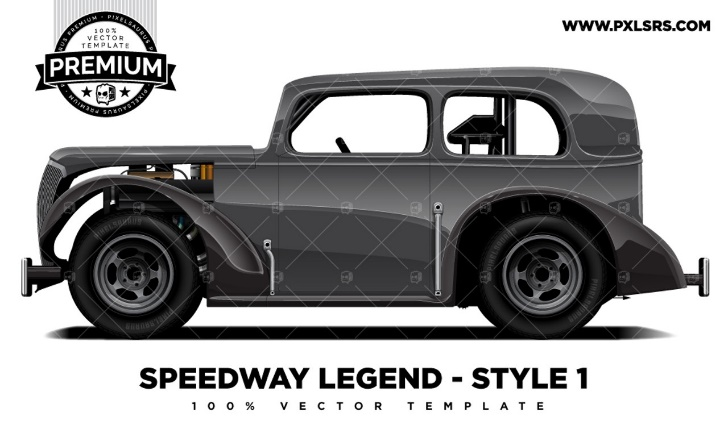 100%
VECTOR
TEMPLATE
PREMIUM
WWW.PXLSRS.COM
SPEEDWAY LEGEND - STYLE 1
100% VECTOR TEMPLATE